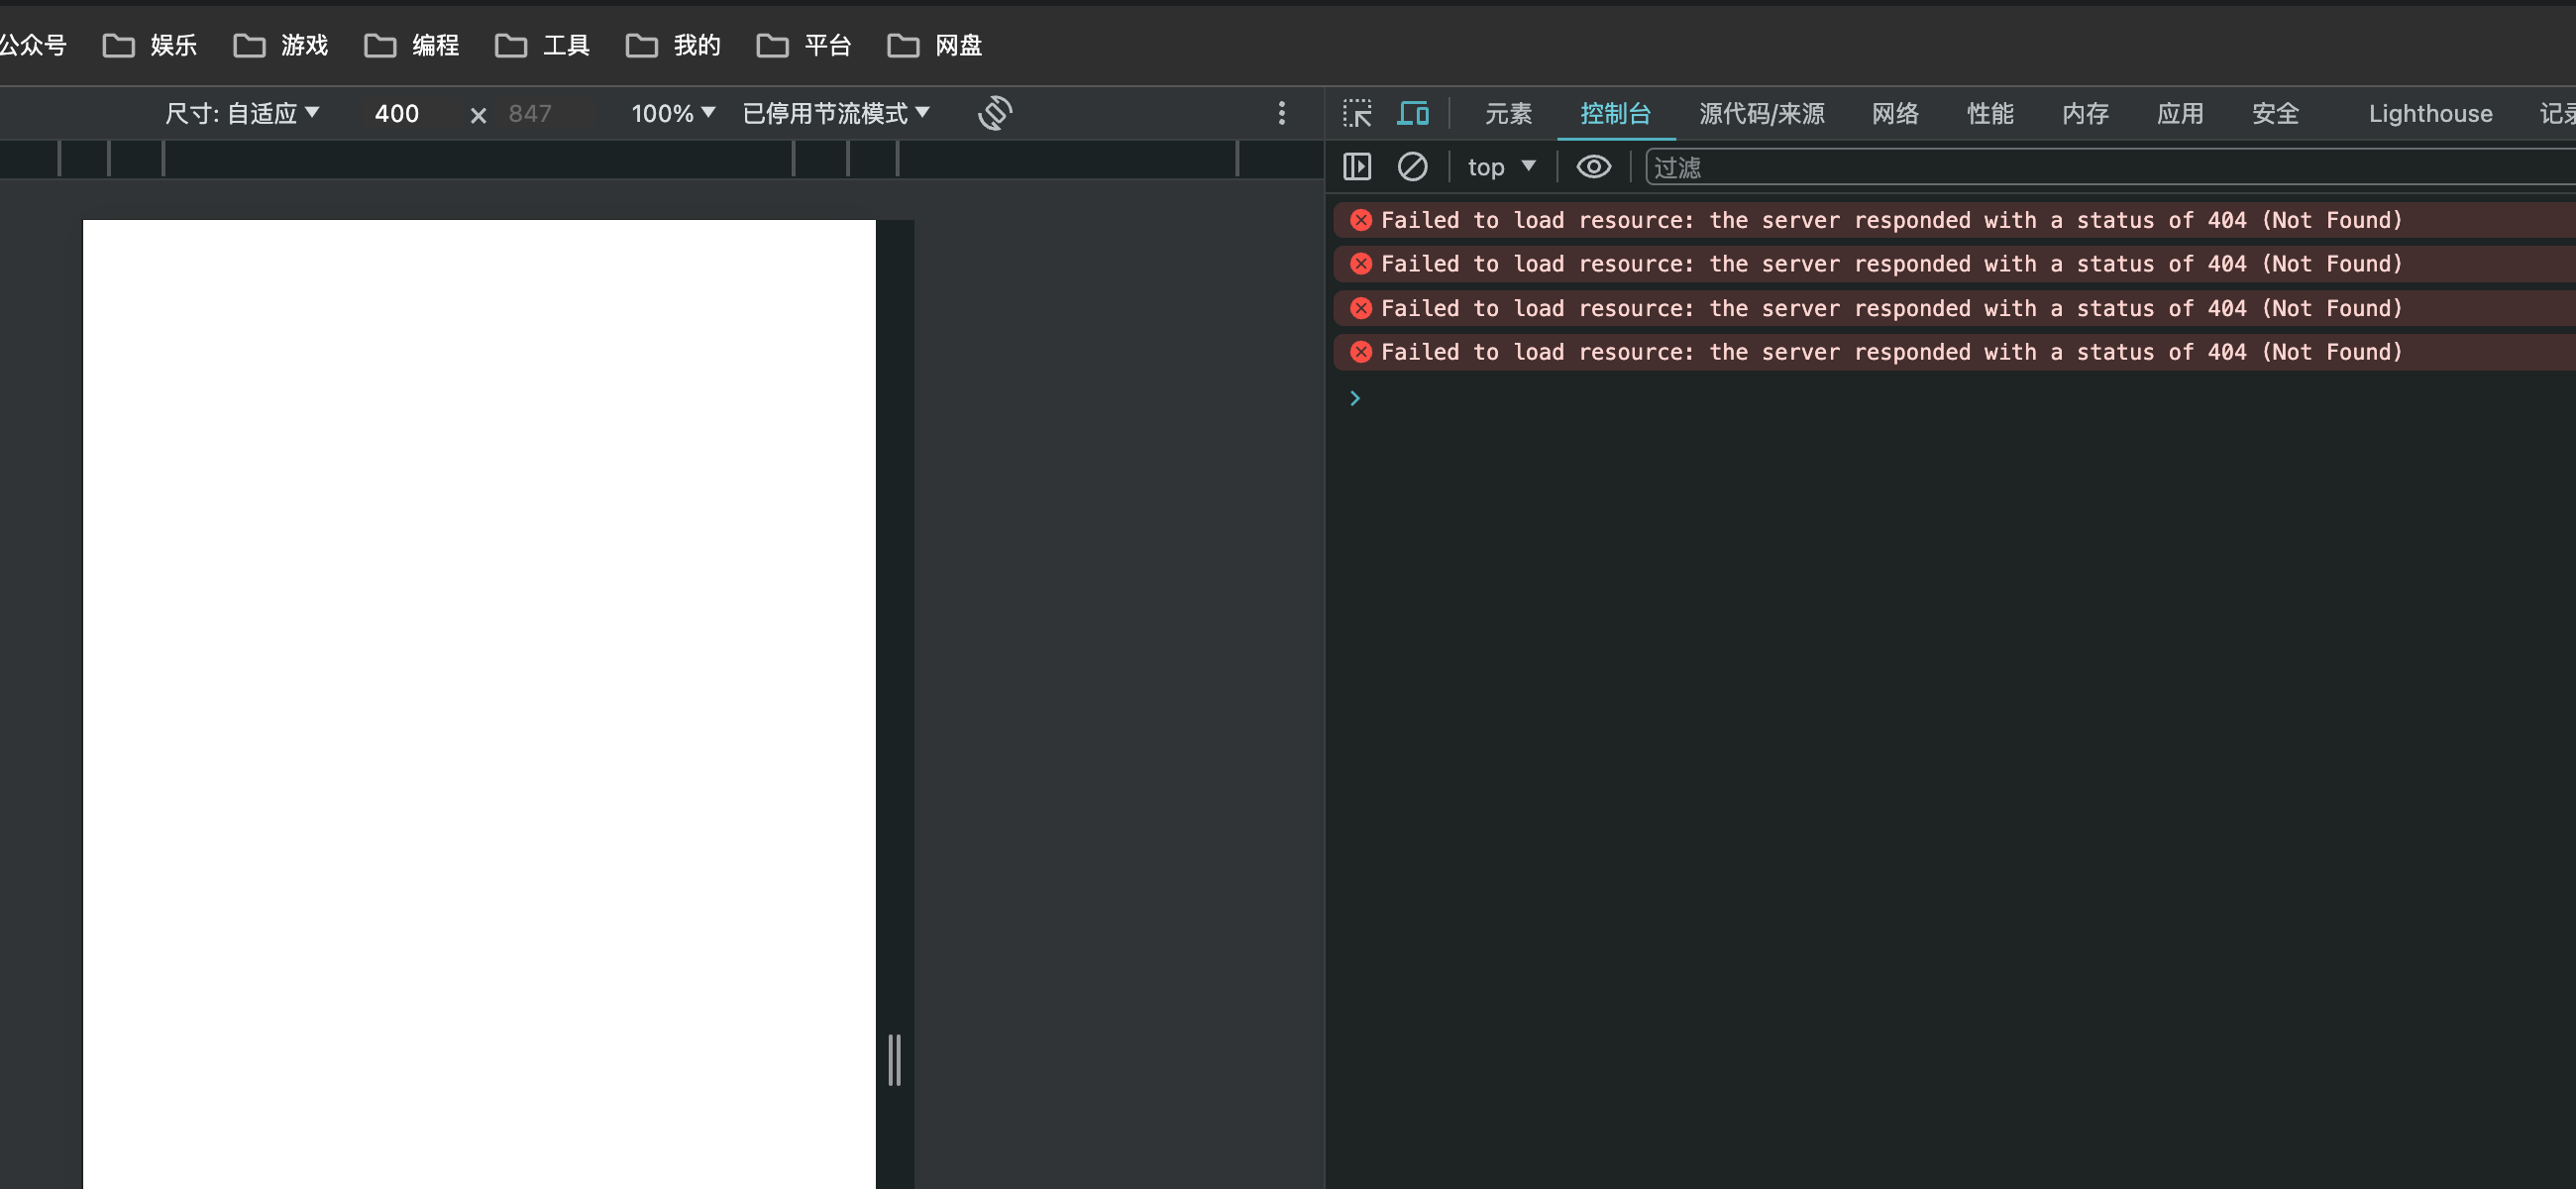 公众号 娱乐 游戏 编程 工具 我的 平台 网盘
尺寸: 自适应 400 × 847 100% 已停用节流模式
元素 控制台 源代码/来源 网络 性能 内存 应用 安全 Lighthouse 记录
top 过滤
Failed to load resource: the server responded with a status of 404 (Not Found)
Failed to load resource: the server responded with a status of 404 (Not Found)
Failed to load resource: the server responded with a status of 404 (Not Found)
Failed to load resource: the server responded with a status of 404 (Not Found)